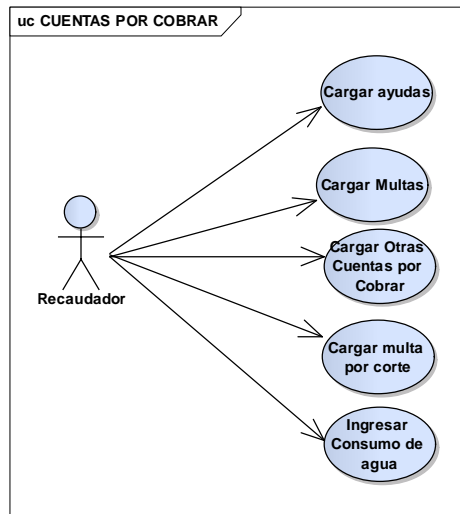 uc CUENTAS POR COBRAR
Cargar ayudas
Cargar Multas
Recaudador
Cargar Otras
Cuentas por
Cobrar
Cargar multa
por corte
Ingresar
Consumo de
agua